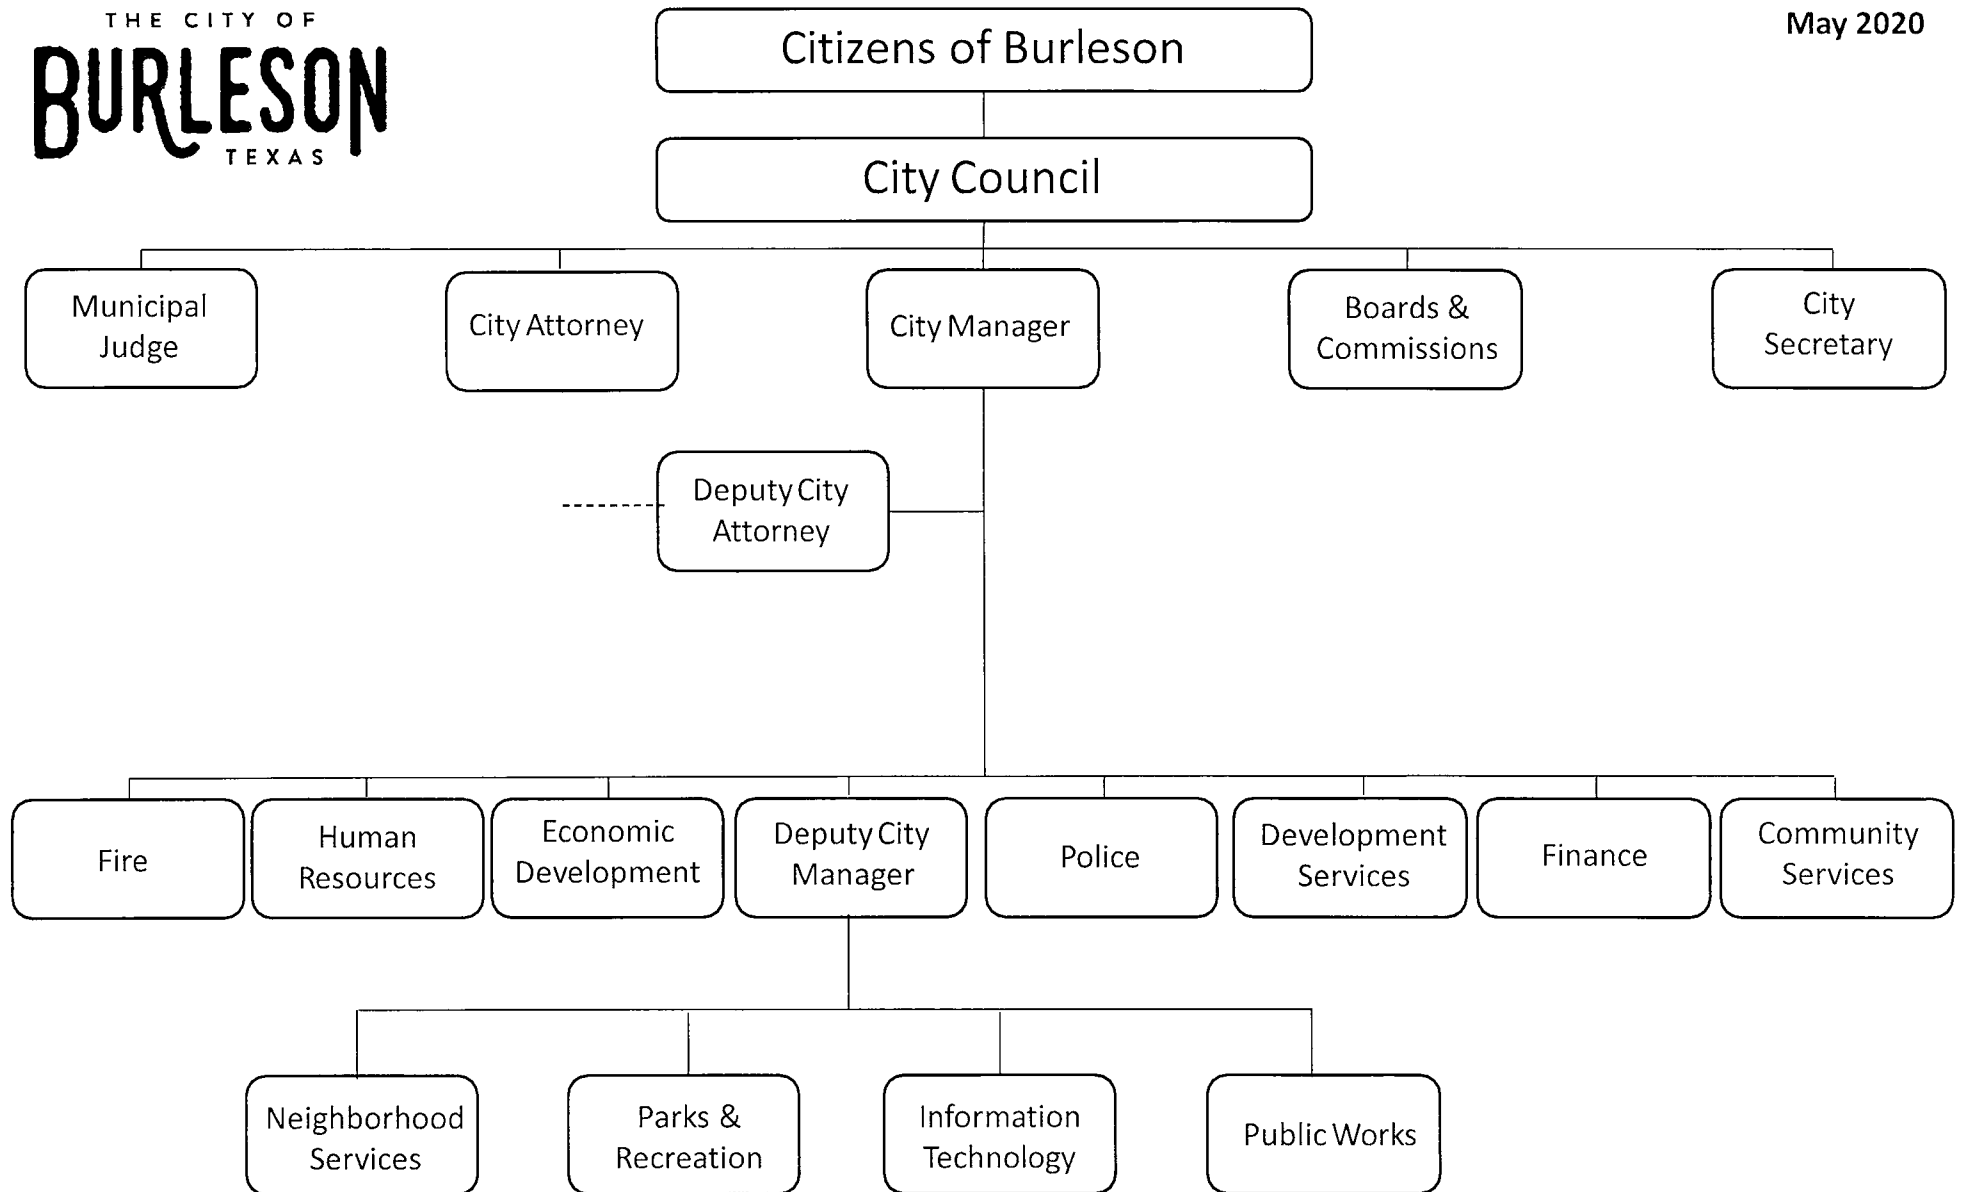 THE CITY OF
BURLESON
TEXAS
May 2020
Citizens of Burleson
City Council
Municipal
Judge
City Attorney
City Manager
Boards &
Commissions
City
Secretary
Deputy City
Attorney
Fire
Human
Resources
Economic
Development
Deputy City
Manager
Police
Development
Services
Finance
Community
Services
Neighborhood
Services
Parks &
Recreation
Information
Technology
Public Works